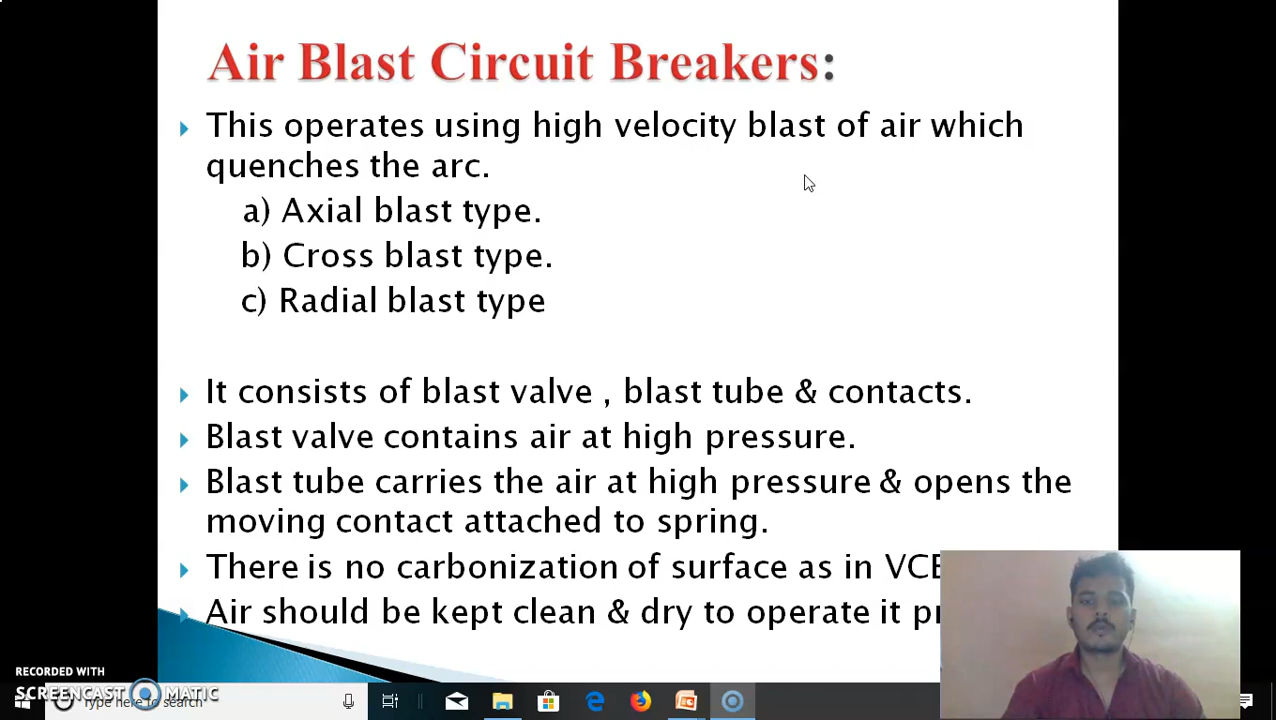 Air Blast Circuit Breakers:
This operates using high velocity blast of air which
quenches the arc.
a) Axial blast type.
b) Cross blast type.
c) Radial blast type
It consists of blast valve , blast tube & contacts.
Blast valve contains air at high pressure.
Blast tube carries the air at high pressure & opens the
moving contact attached to spring.
There is no carbonization of surface as in
Air should be kept clean & dry to operate it
RECORDED WITH
SCREENCAST MATIC
Type here to search